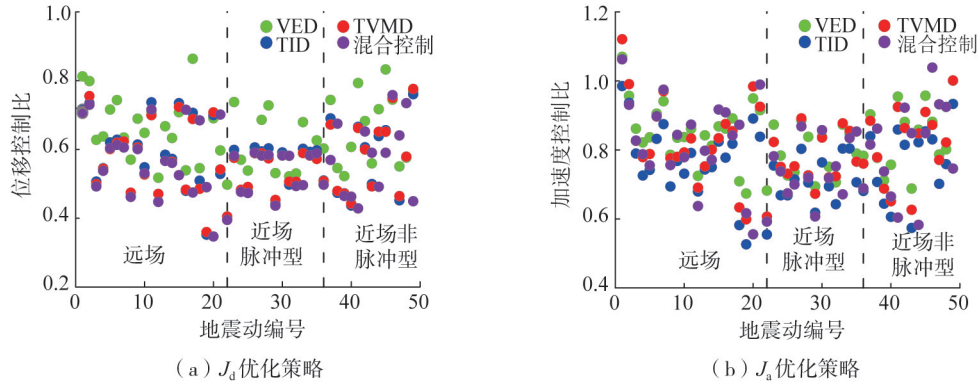 1.0
0.8
0.6
0.4
0.2
位移控制比
VED TVMD
TID 混合控制
远场
近场
脉冲型
近场非
脉冲型
0 10 20 30 40 50
地震动编号
（a）Jd优化策略
1.2
1.0
0.8
0.6
0.4
加速度控制比
VED TVMD
TID 混合控制
远场
近场
脉冲型
近场非
脉冲型
0 10 20 30 40 50
地震动编号
（b）Ja优化策略